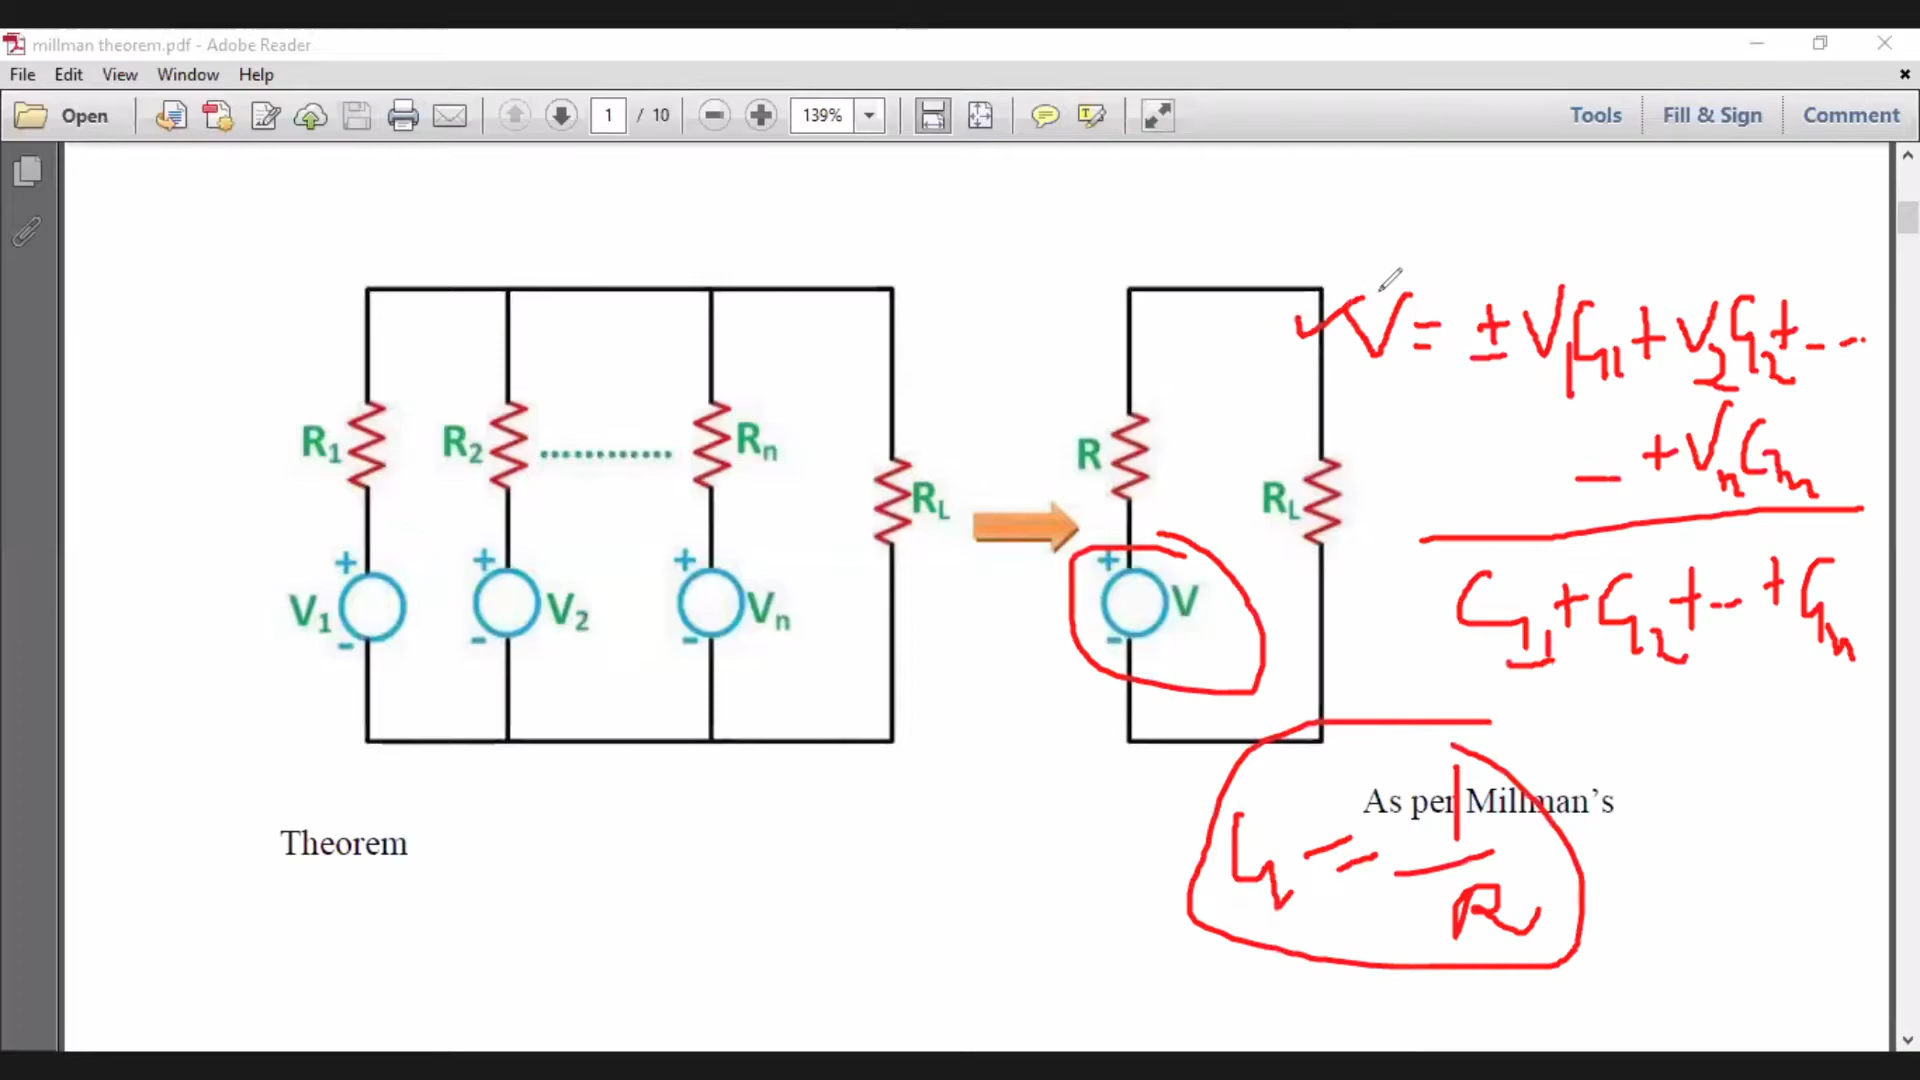 millman theorem.pdf - Adobe Reader
File Edit View Window Help
Open 1 / 10 139% Tools Fill & Sign Comment
R1 R2 Rn RL R RL
V1 V2 Vn V
+ + + +
- - - -
V = ± V1G1 + V2G2 + -- ...
- + VnGn
G1 + G2 + -- + Gn
As per Millman's
Theorem
G = 1
R